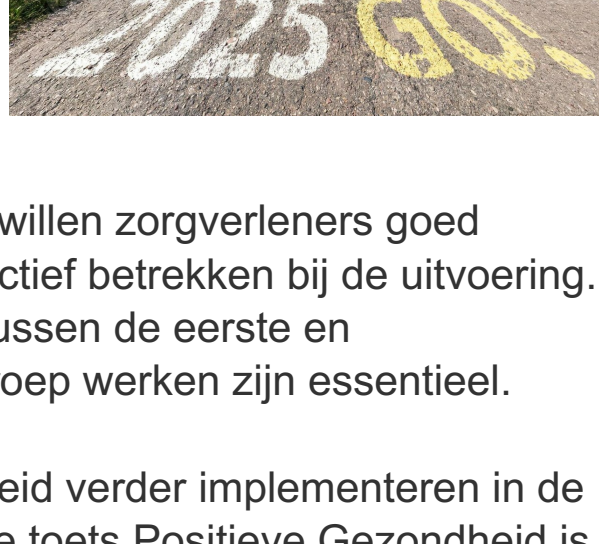 2025 GO!
willen zorgverleners goed
ctief betrekken bij de uitvoering.
ussen de eerste en
oep werken zijn essentieel.
eid verder implementeren in de
e toets Positieve Gezondheid is